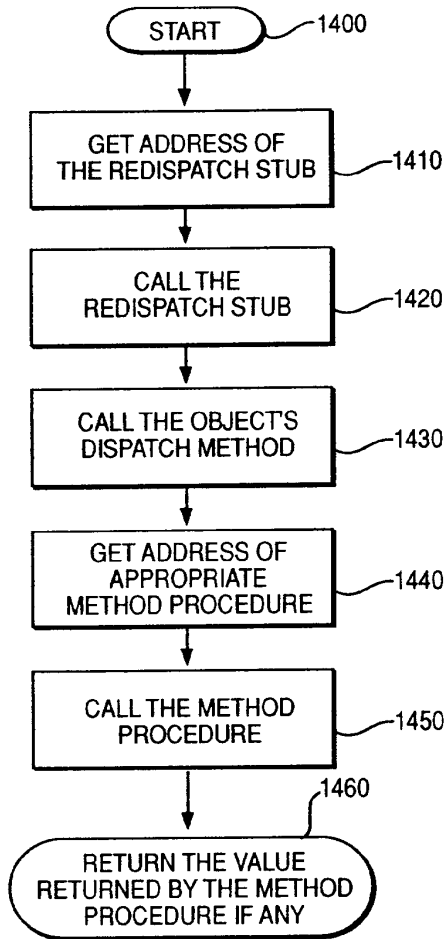 START
1400
GET ADDRESS OF
THE REDISPATCH STUB
1410
CALL THE
REDISPATCH STUB
1420
CALL THE OBJECT'S
DISPATCH METHOD
1430
GET ADDRESS OF
APPROPRIATE
METHOD PROCEDURE
1440
CALL THE METHOD
PROCEDURE
1450
1460
RETURN THE VALUE
RETURNED BY THE METHOD
PROCEDURE IF ANY